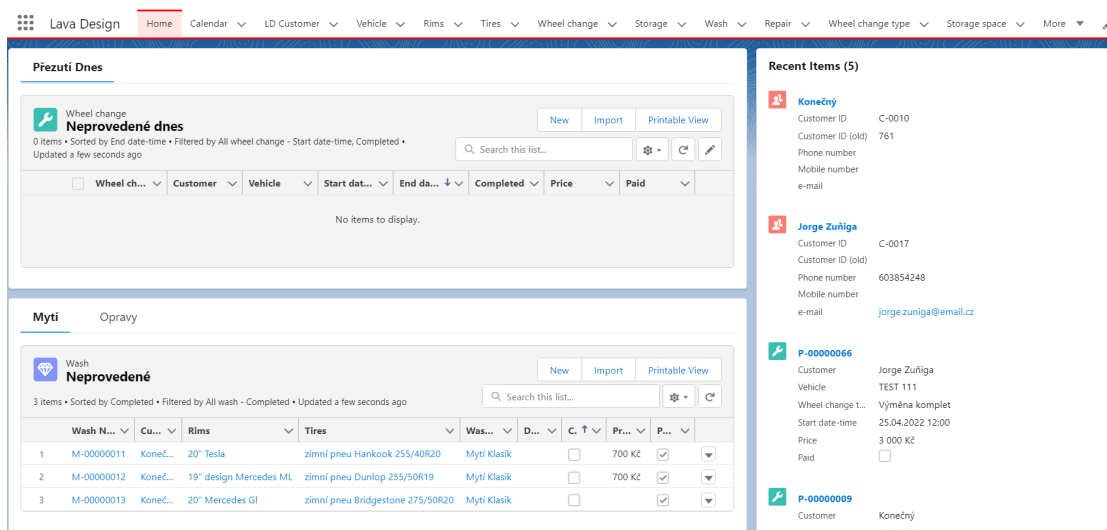 Lava Design Home Calendar LD Customer Vehicle Rims Tires Wheel change Storage Wash Repair Wheel change type Storage space More
Přezutí Dnes
Wheel change
Neprovedené dnes
New Import Printable View
0 items • Sorted by End date-time • Filtered by All wheel change - Start date-time, Completed •
Updated a few seconds ago
Search this list...
Wheel ch... Customer Vehicle Start dat... End da... Completed Price Paid
No items to display.
Mytí Opravy
Wash
Neprovedené
New Import Printable View
3 items • Sorted by Completed • Filtered by All wash - Completed • Updated a few seconds ago
Search this list...
Wash N... Cu... Rims Tires Was... D... C. Pr... P...
1 M-00000011 Koneč... 20" Tesla zimní pneu Hankook 255/40R20 Mytí Klasik 700 Kč
2 M-00000012 Koneč... 19" design Mercedes ML zimní pneu Dunlop 255/50R19 Mytí Klasik 700 Kč
3 M-00000013 Koneč... 20" Mercedes Gl zimní pneu Bridgestone 275/50R20 Mytí Klasik
Recent Items (5)
Konečný
Customer ID C-0010
Customer ID (old) 761
Phone number
Mobile number
e-mail
Jorge Zuñiga
Customer ID C-0017
Customer ID (old)
Phone number 603854248
Mobile number
e-mail jorge.zuniga@email.cz
P-00000066
Customer Jorge Zuñiga
Vehicle TEST 111
Wheel change t... Výměna komplet
Start date-time 25.04.2022 12:00
Price 3 000 Kč
Paid
P-00000009
Customer Konečný